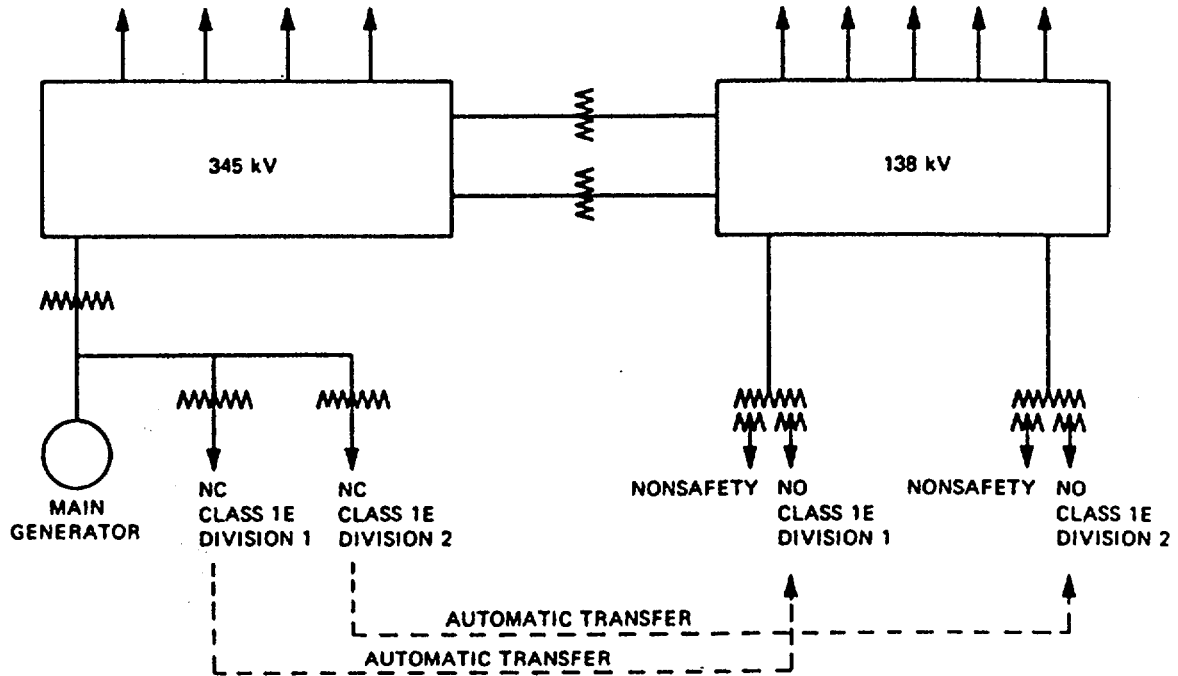 345 kV
138 kV
MAIN
GENERATOR
NC
CLASS 1E
DIVISION 1
NC
CLASS 1E
DIVISION 2
NONSAFETY
NO
CLASS 1E
DIVISION 1
NONSAFETY
NO
CLASS 1E
DIVISION 2
AUTOMATIC TRANSFER
AUTOMATIC TRANSFER